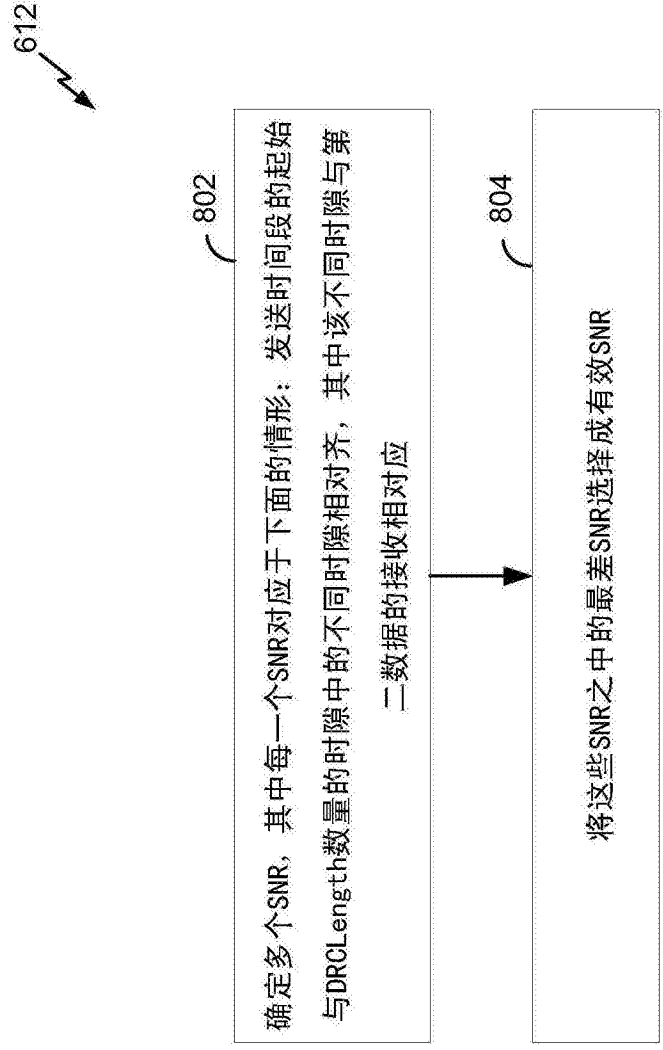 612
802
确定多个SNR，其中每一个SNR对应于下面的情形：发送时间段的起始
与DRCLength数量的时隙中的不同时隙相对齐，其中该不同时隙与第
二数据的接收相对应
804
将这些SNR之中的最差SNR选择成有效SNR